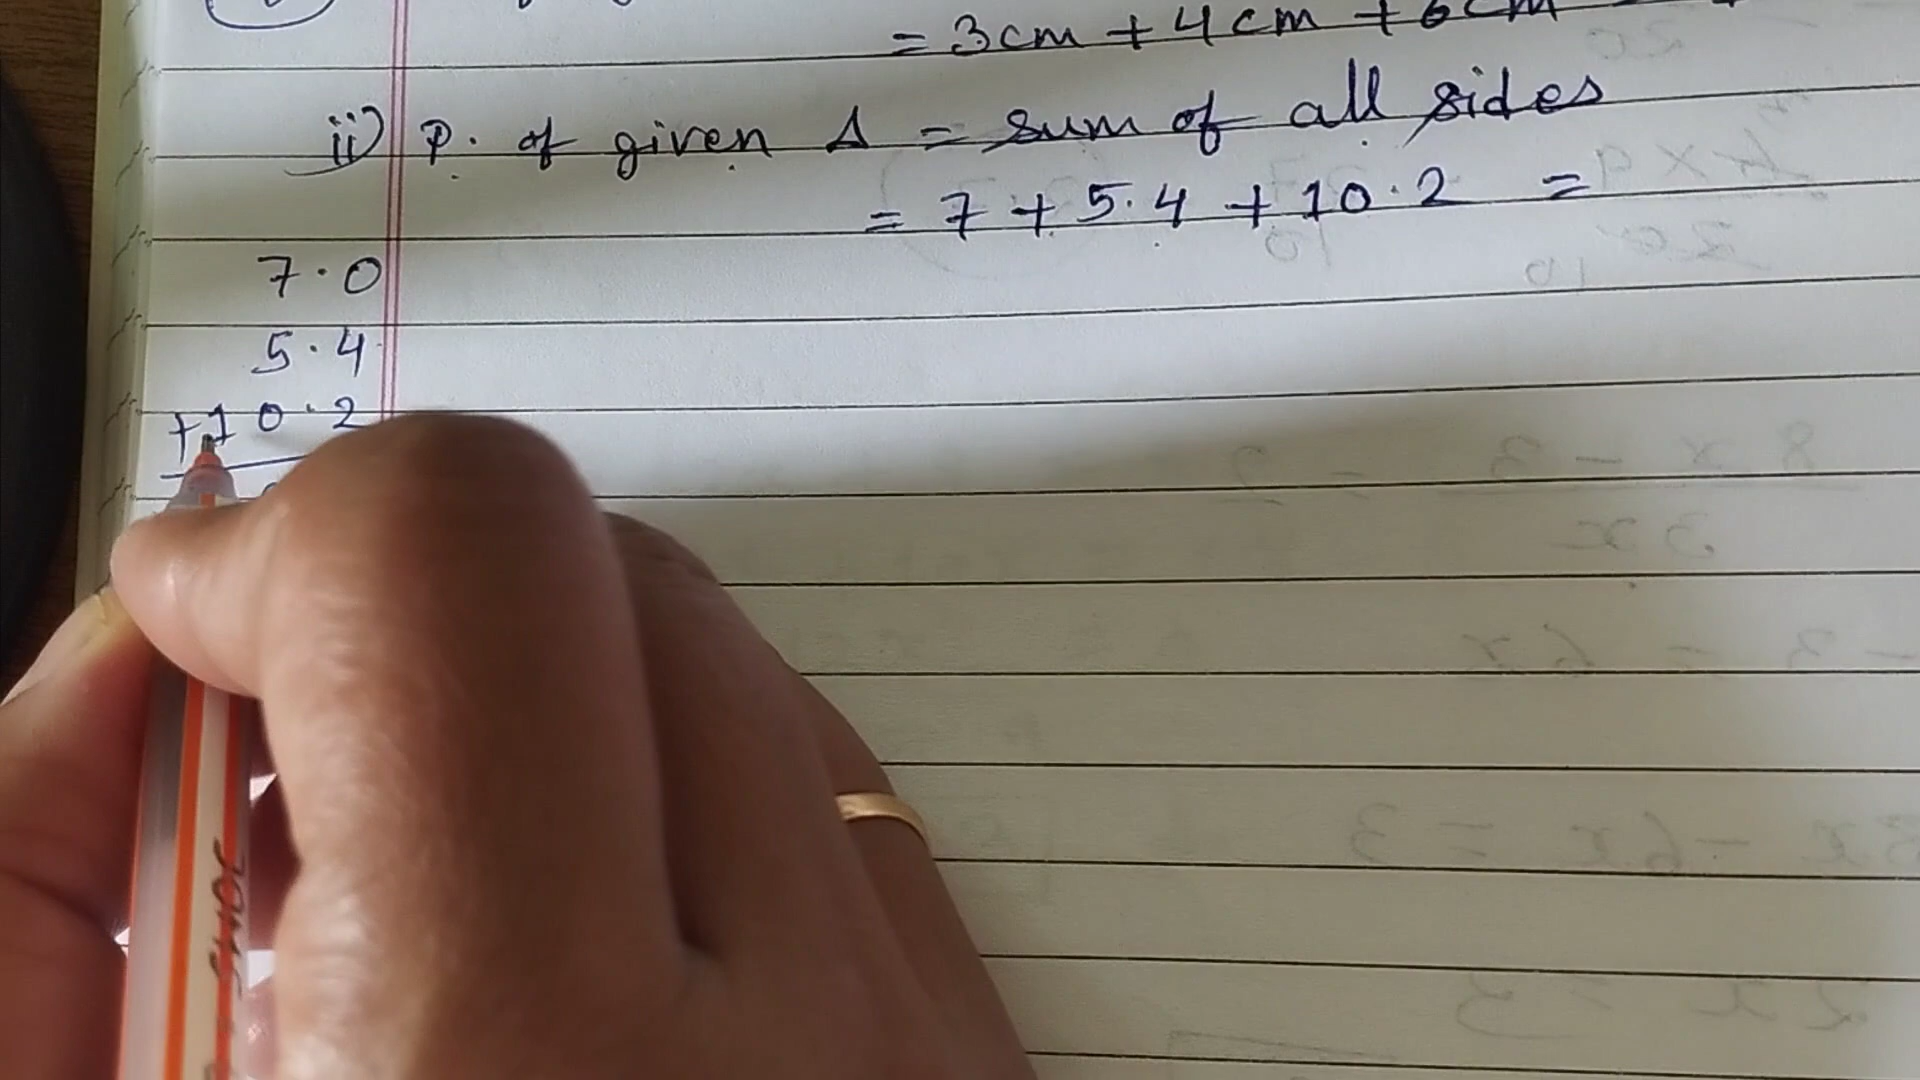 = 3cm + 4cm + 6cm
ii) P. of given Δ = sum of all sides
= 7 + 5.4 + 10.2 =
7.0
5.4
+10.2